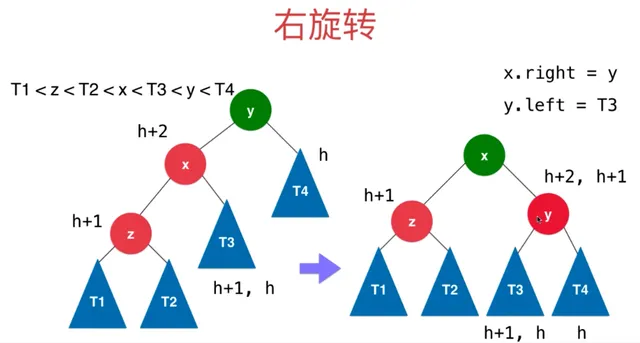 右旋转
T1<z<T2<x<T3<y<T4
x.right = y
y.left = T3
y
h+2
x
h
T4
h+1
z
T3
T1
T2
h+1, h
x
h+2, h+1
h+1
z
y
T1
T2
T3
T4
h+1, h
h